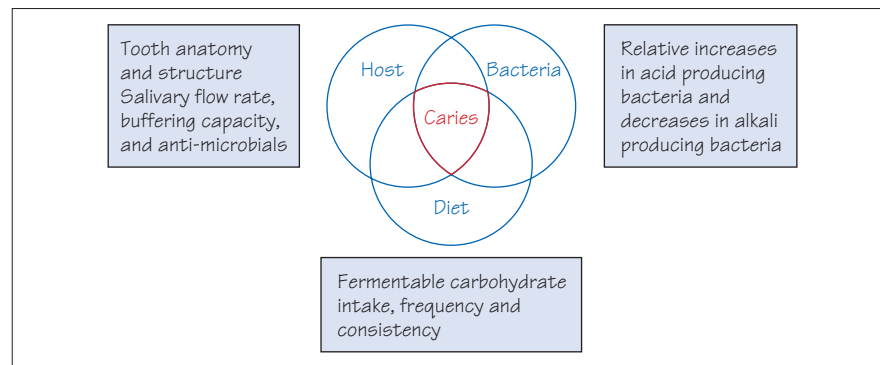 Tooth anatomy
and structure
Salivary flow rate,
buffering capacity,
and anti-microbials
Host
Bacteria
Caries
Diet
Relative increases
in acid producing
bacteria and
decreases in alkali
producing bacteria
Fermentable carbohydrate
intake, frequency and
consistency